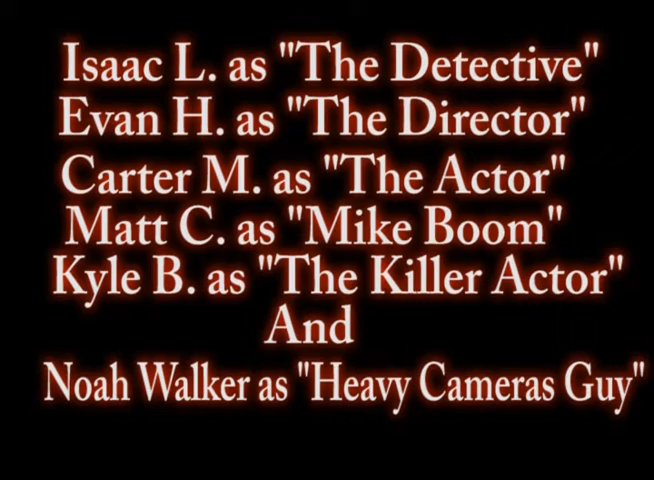 Isaac L. as "The Detective"
Evan H. as "The Director"
Carter M. as "The Actor"
Matt C. as "Mike Boom"
Kyle B. as "The Killer Actor"
And
Noah Walker as "Heavy Cameras Guy"